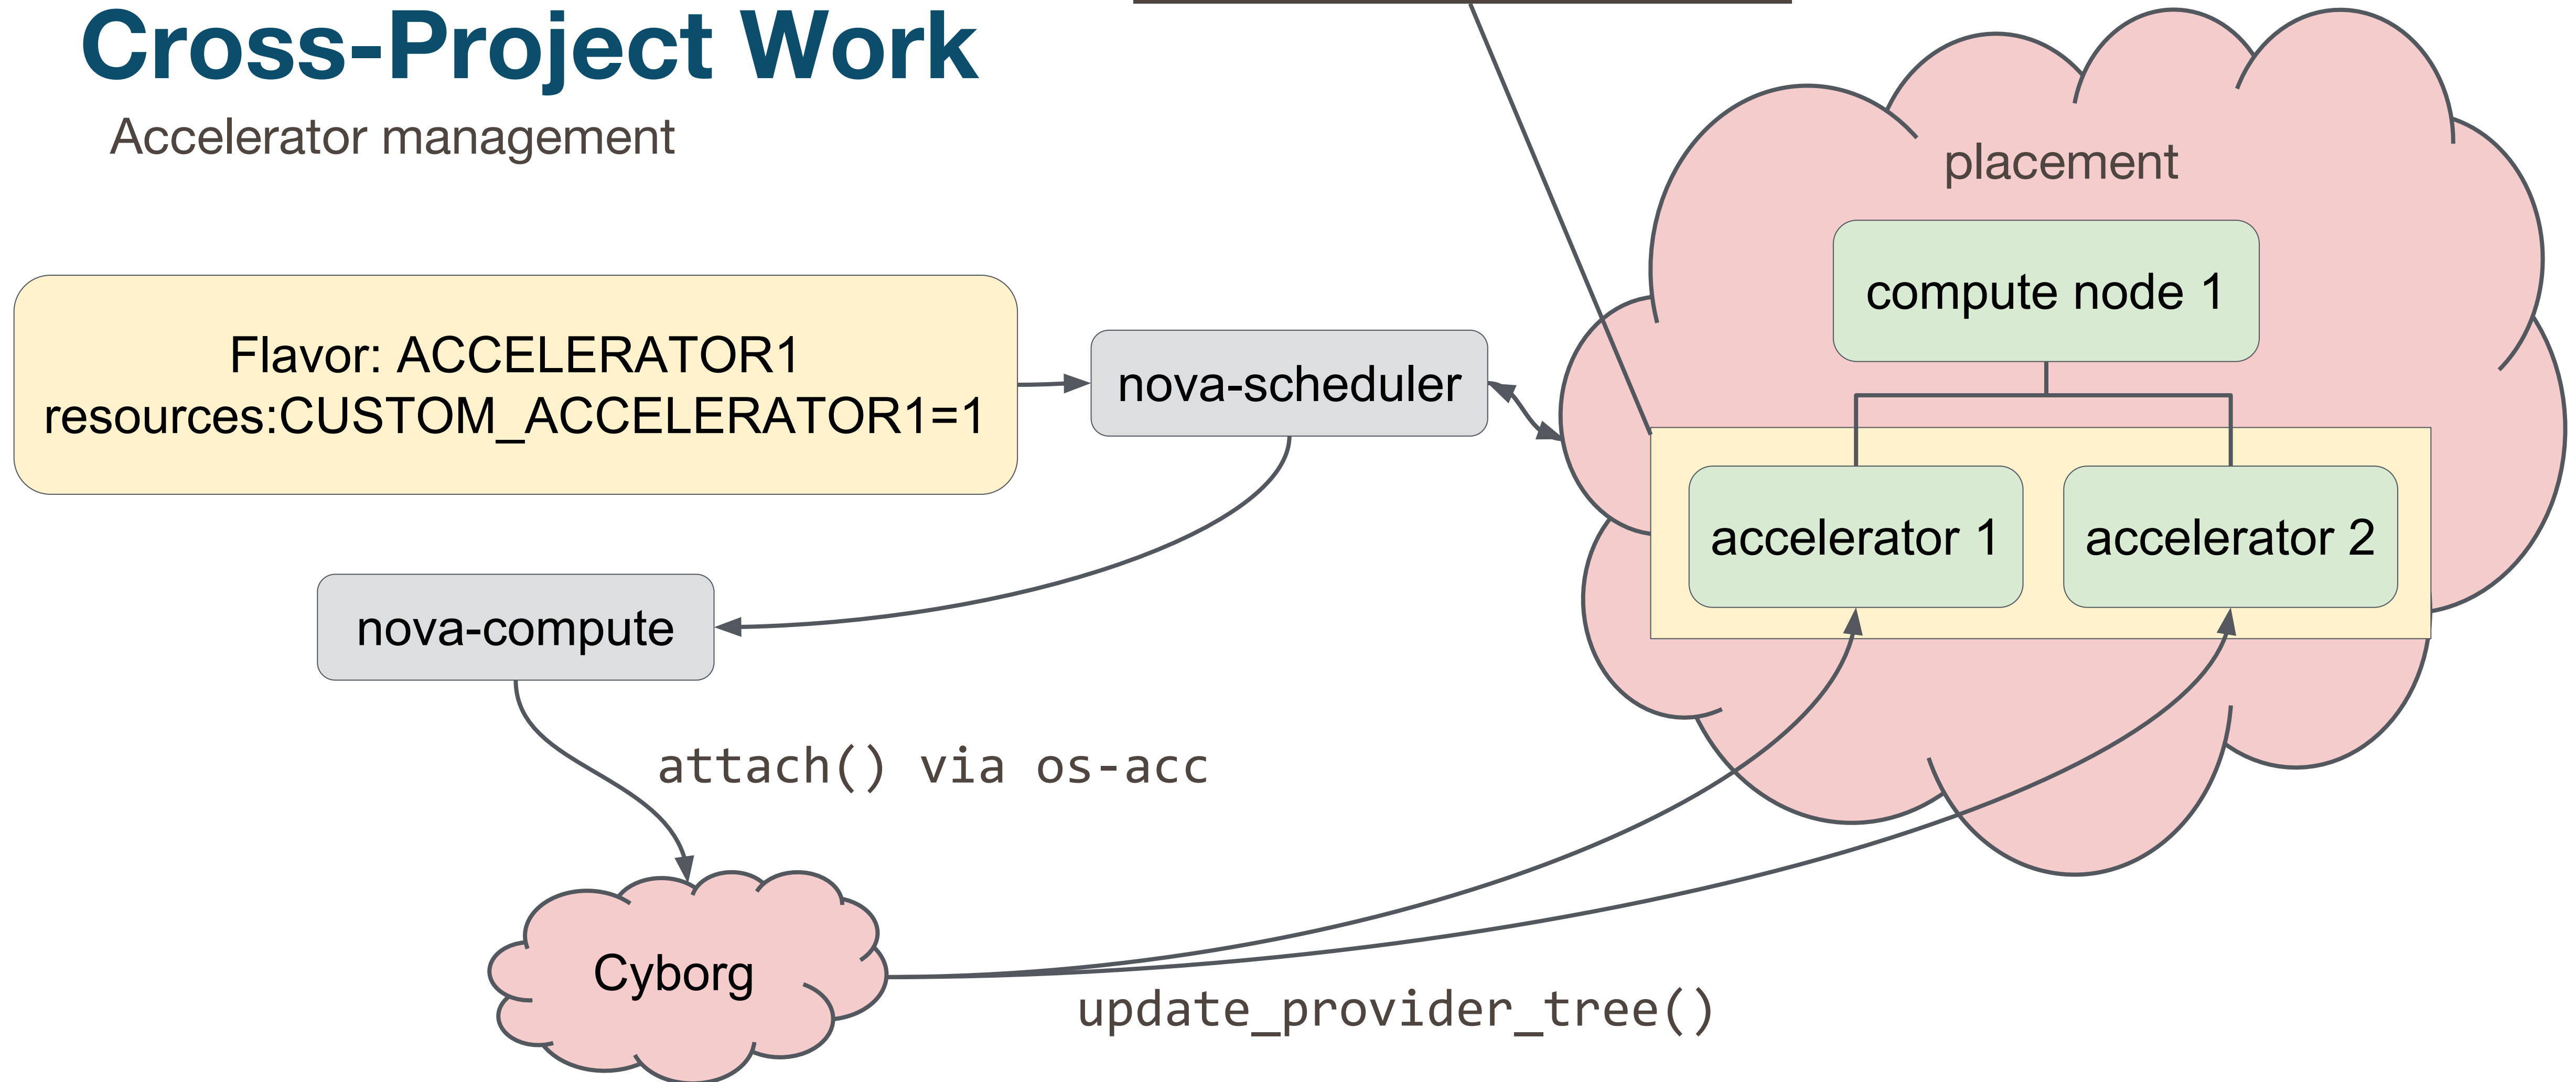 Cross-Project Work
Accelerator management
placement
compute node 1
Flavor: ACCELERATOR1
resources:CUSTOM_ACCELERATOR1=1
nova-scheduler
accelerator 1
accelerator 2
nova-compute
attach() via os-acc
Cyborg
update_provider_tree()